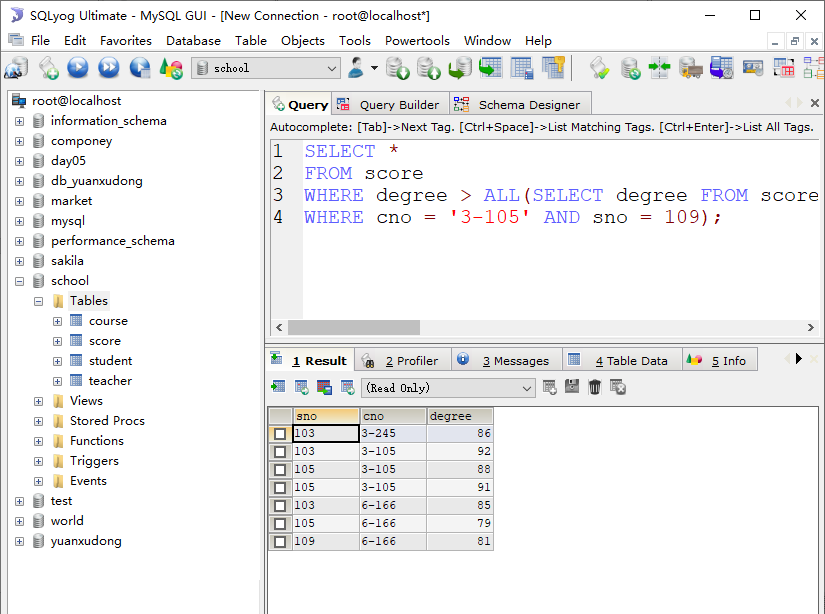 SQLyog Ultimate - MySQL GUI - [New Connection - root@localhost*]
File Edit Favorites Database Table Objects Tools Powertools Window Help
school
root@localhost
information_schema
componey
day05
db_yuanxudong
market
mysql
performance_schema
sakila
school
Tables
course
score
student
teacher
Views
Stored Procs
Functions
Triggers
Events
test
world
yuanxudong
Query Query Builder Schema Designer
Autocomplete: [Tab]->Next Tag. [Ctrl+Space]->List Matching Tags. [Ctrl+Enter]->List All Tags.
1 SELECT *
2 FROM score
3 WHERE degree > ALL(SELECT degree FROM score
4 WHERE cno = '3-105' AND sno = 109);
1 Result 2 Profiler 3 Messages 4 Table Data 5 Info
(Read Only)
sno cno degree
103 3-245 86
103 3-105 92
105 3-105 88
105 3-105 91
103 6-166 85
105 6-166 79
109 6-166 81